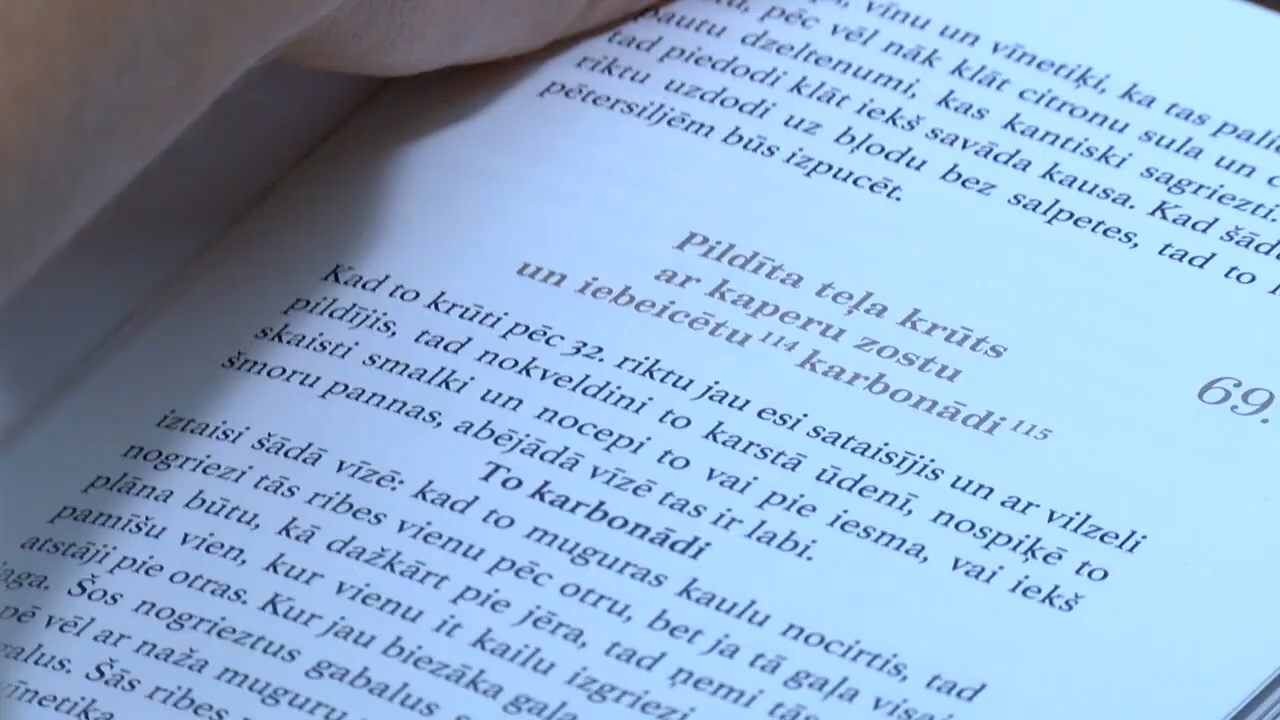 vīnu un vīnetiķi, ka tas
pēc vēl nāk klāt citronu sula un
pautu dzeltenumi, kas kantiski sagriezti.
tad piedodi klāt iekš savāda kausa. Kad
riktu uzdodi uz bļodu bez salpetes, tad to
pētersiljēm būs izpucēt.
Pildīta teļa krūts
ar kaperu zostu
un iebeicētu¹¹⁴ karbonādi¹¹⁵
69.
Kad to krūti pēc 32. riktu jau esi sataisījis un ar vilzeli
pildījis, tad nokveldini to karstā ūdenī, nospiķē to
skaisti smalki un nocepi to vai pie iesma, vai iekš
šmoru pannas, abējādā vīzē tas ir labi.
To karbonādi
iztaisi šādā vīzē: kad to muguras kaulu nocirtis, tad
nogriezi tās ribes vienu pēc otru, bet ja tā gaļa
plāna būtu, kā dažkārt pie jēra, tad ņemi tās
pamīšu vien, kur vienu it kailu izgriezi
atstāji pie otras. Kur jau biezāka gaļa
Šos nogrieztus gabalus
vēl ar naža muguru
Šās ribes